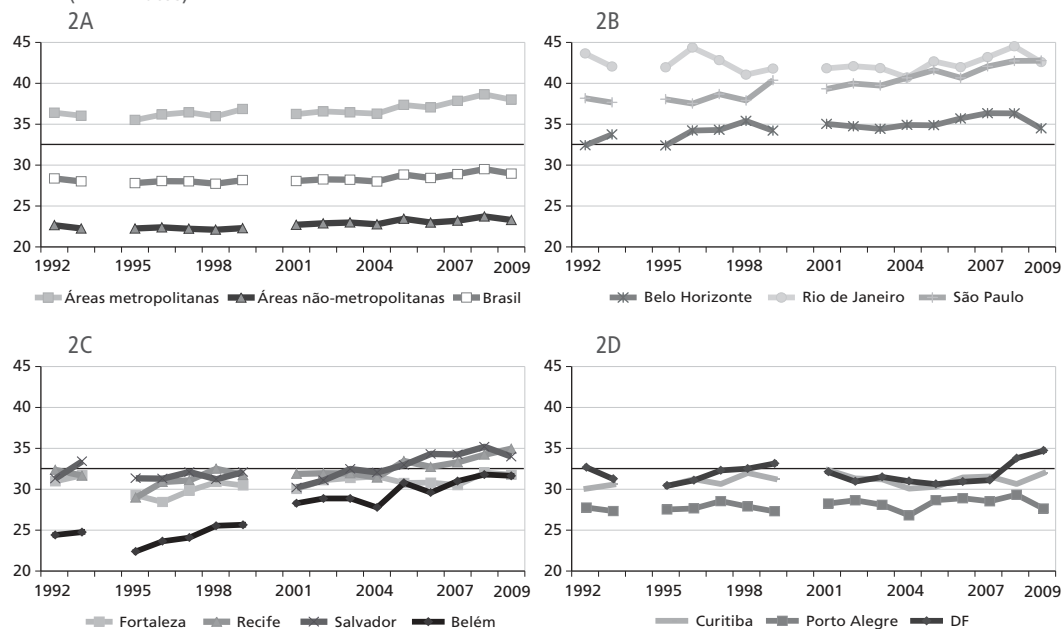 2A
45
40
35
30
25
20
1992 1995 1998 2001 2004 2007 2009
Áreas metropolitanas Áreas não-metropolitanas Brasil
2B
45
40
35
30
25
20
1992 1995 1998 2001 2004 2007 2009
Belo Horizonte Rio de Janeiro São Paulo
2C
45
40
35
30
25
20
1992 1995 1998 2001 2004 2007 2009
Fortaleza Recife Salvador Belém
2D
45
40
35
30
25
20
1992 1995 1998 2001 2004 2007 2009
Curitiba Porto Alegre DF